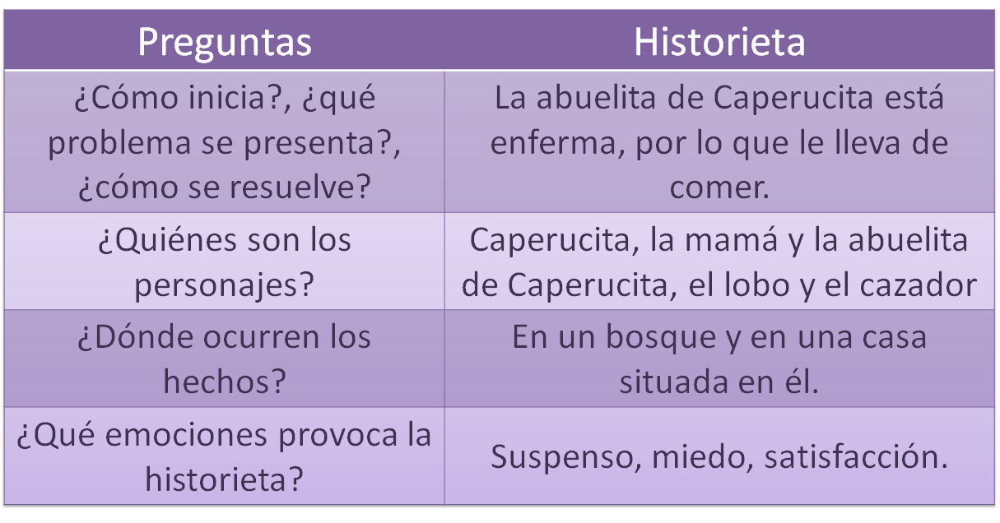 Preguntas
Historieta
¿Cómo inicia?, ¿qué
problema se presenta?,
¿cómo se resuelve?
La abuelita de Caperucita está
enferma, por lo que le lleva de
comer.
¿Quiénes son los
personajes?
Caperucita, la mamá y la abuelita
de Caperucita, el lobo y el cazador
¿Dónde ocurren los
hechos?
En un bosque y en una casa
situada en él.
¿Qué emociones provoca la
historieta?
Suspenso, miedo, satisfacción.